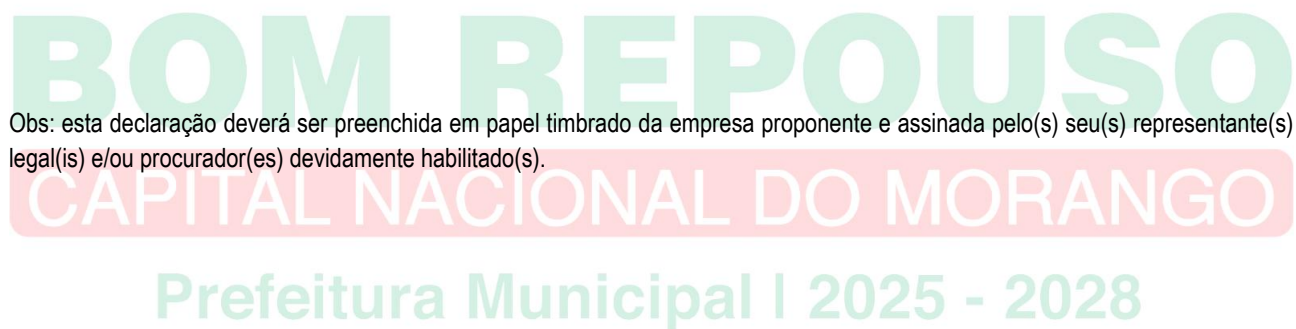 BOM REPOUSO
Obs: esta declaração deverá ser preenchida em papel timbrado da empresa proponente e assinada pelo(s) seu(s) representante(s)
legal(is) e/ou procurador(es) devidamente habilitado(s).
CAPITAL NACIONAL DO MORANGO
Prefeitura Municipal | 2025 - 2028